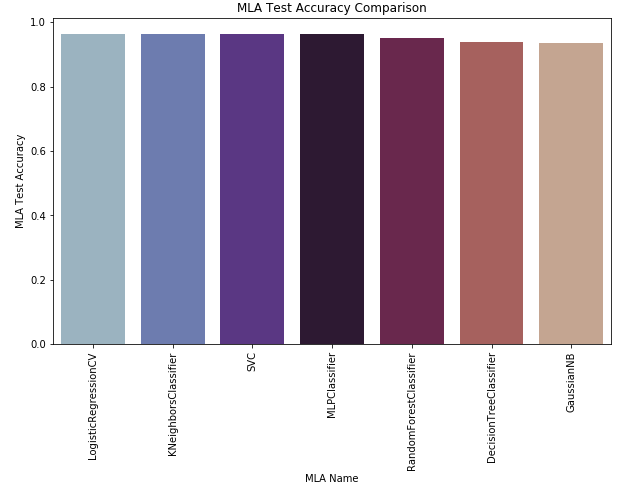 MLA Test Accuracy Comparison
1.0
0.8
0.6
0.4
0.2
0.0
MLA Test Accuracy
LogisticRegressionCV
KNeighborsClassifier
SVC
MLPClassifier
RandomForestClassifier
DecisionTreeClassifier
GaussianNB
MLA Name